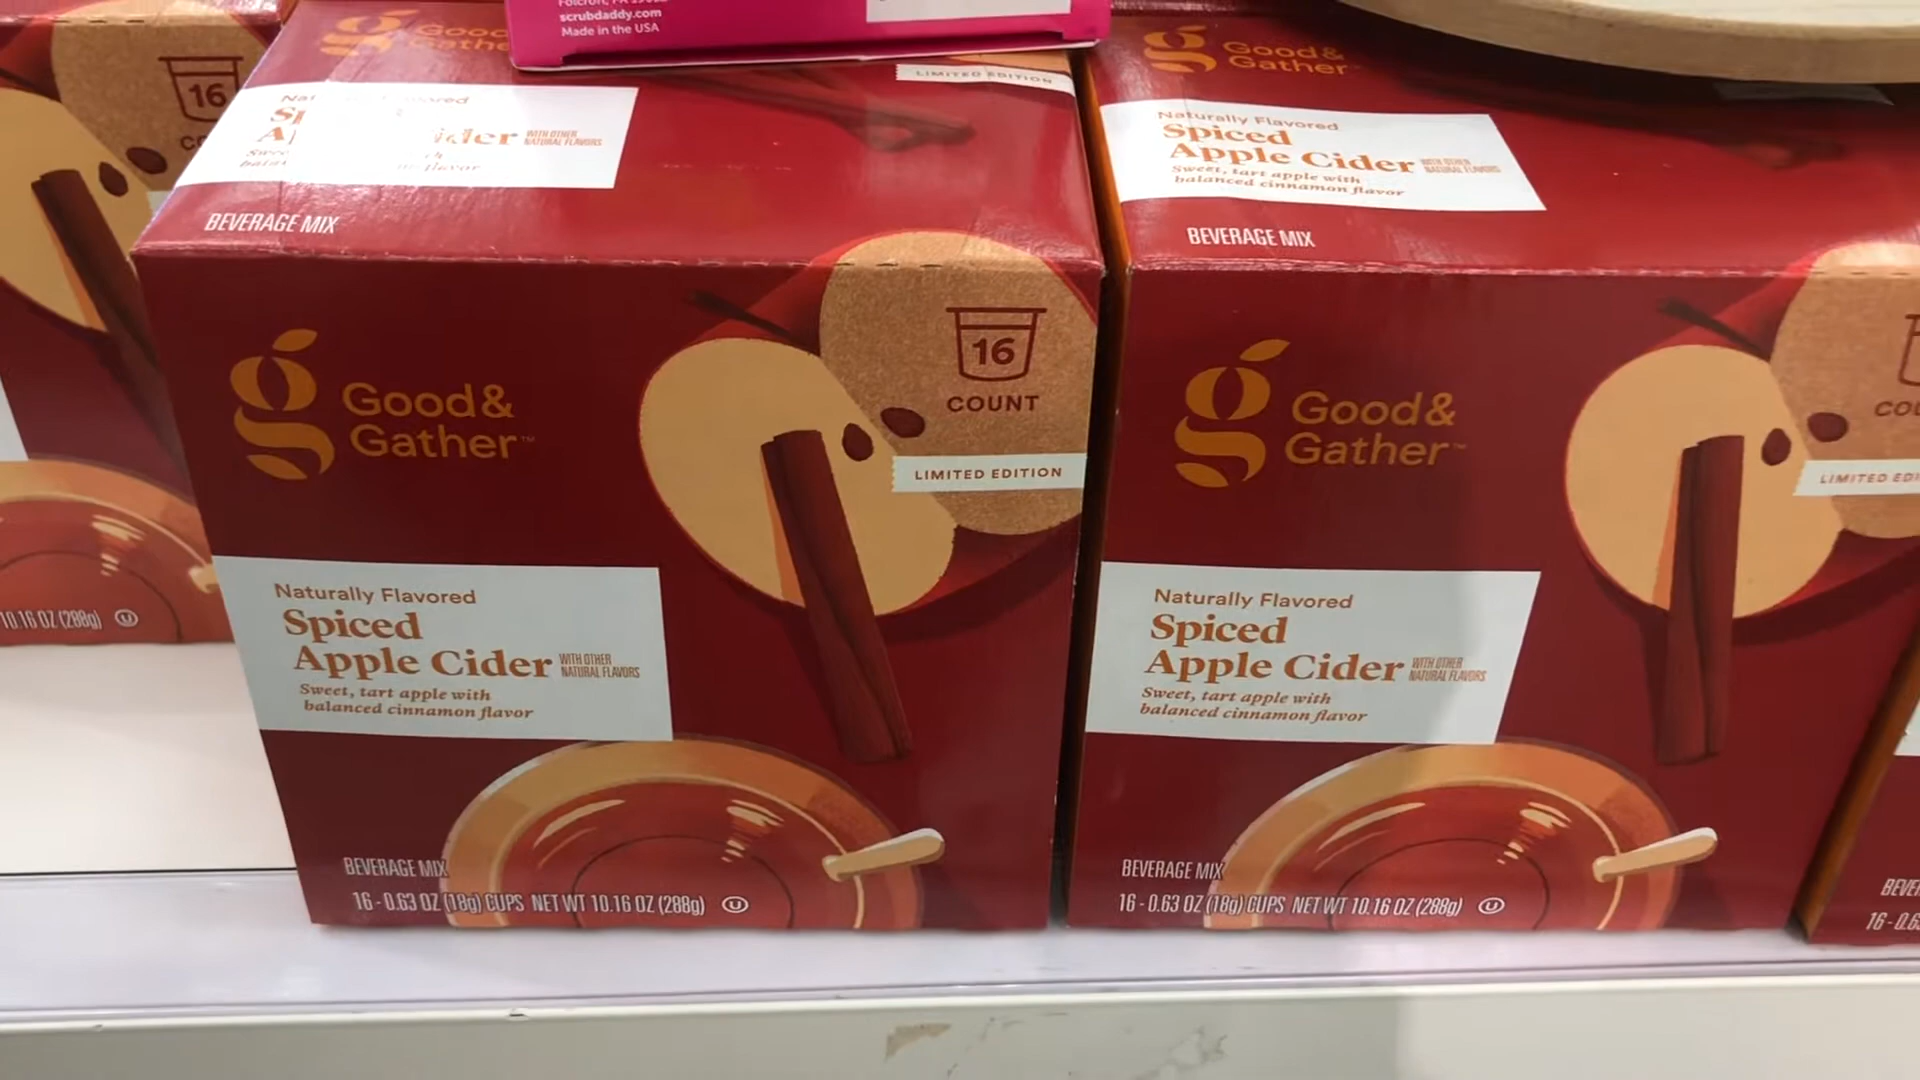 scrubdaddy.com
Made in the USA
16
Good&
LIMITED EDITION
BEVERAGE MIX
Good&
Gather
Naturally Flavored
Spiced
Apple Cider WITH OTHER
NATURAL FLAVORS
Sweet, tart apple with
balanced cinnamon flavor
BEVERAGE MIX
10.16 OZ (288g) U
g Good&
Gather™
16
COUNT
LIMITED EDITION
Naturally Flavored
Spiced
Apple Cider WITH OTHER
NATURAL FLAVORS
Sweet, tart apple with
balanced cinnamon flavor
BEVERAGE MIX
16 - 0.63 OZ (18g) CUPS NET WT 10.16 OZ (288g) U
g Good&
Gather™
LIMITED
Naturally Flavored
Spiced
Apple Cider WITH OTHER
NATURAL FLAVORS
Sweet, tart apple with
balanced cinnamon flavor
BEVERAGE MIX
16 - 0.63 OZ (18g) CUPS NET WT 10.16 OZ (288g) U